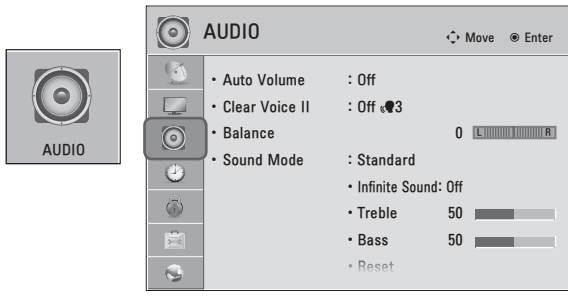 AUDIO
AUDIO
Move Enter
• Auto Volume : Off
• Clear Voice II : Off 3
• Balance 0 L R
• Sound Mode : Standard
• Infinite Sound: Off
• Treble 50
• Bass 50
• Reset